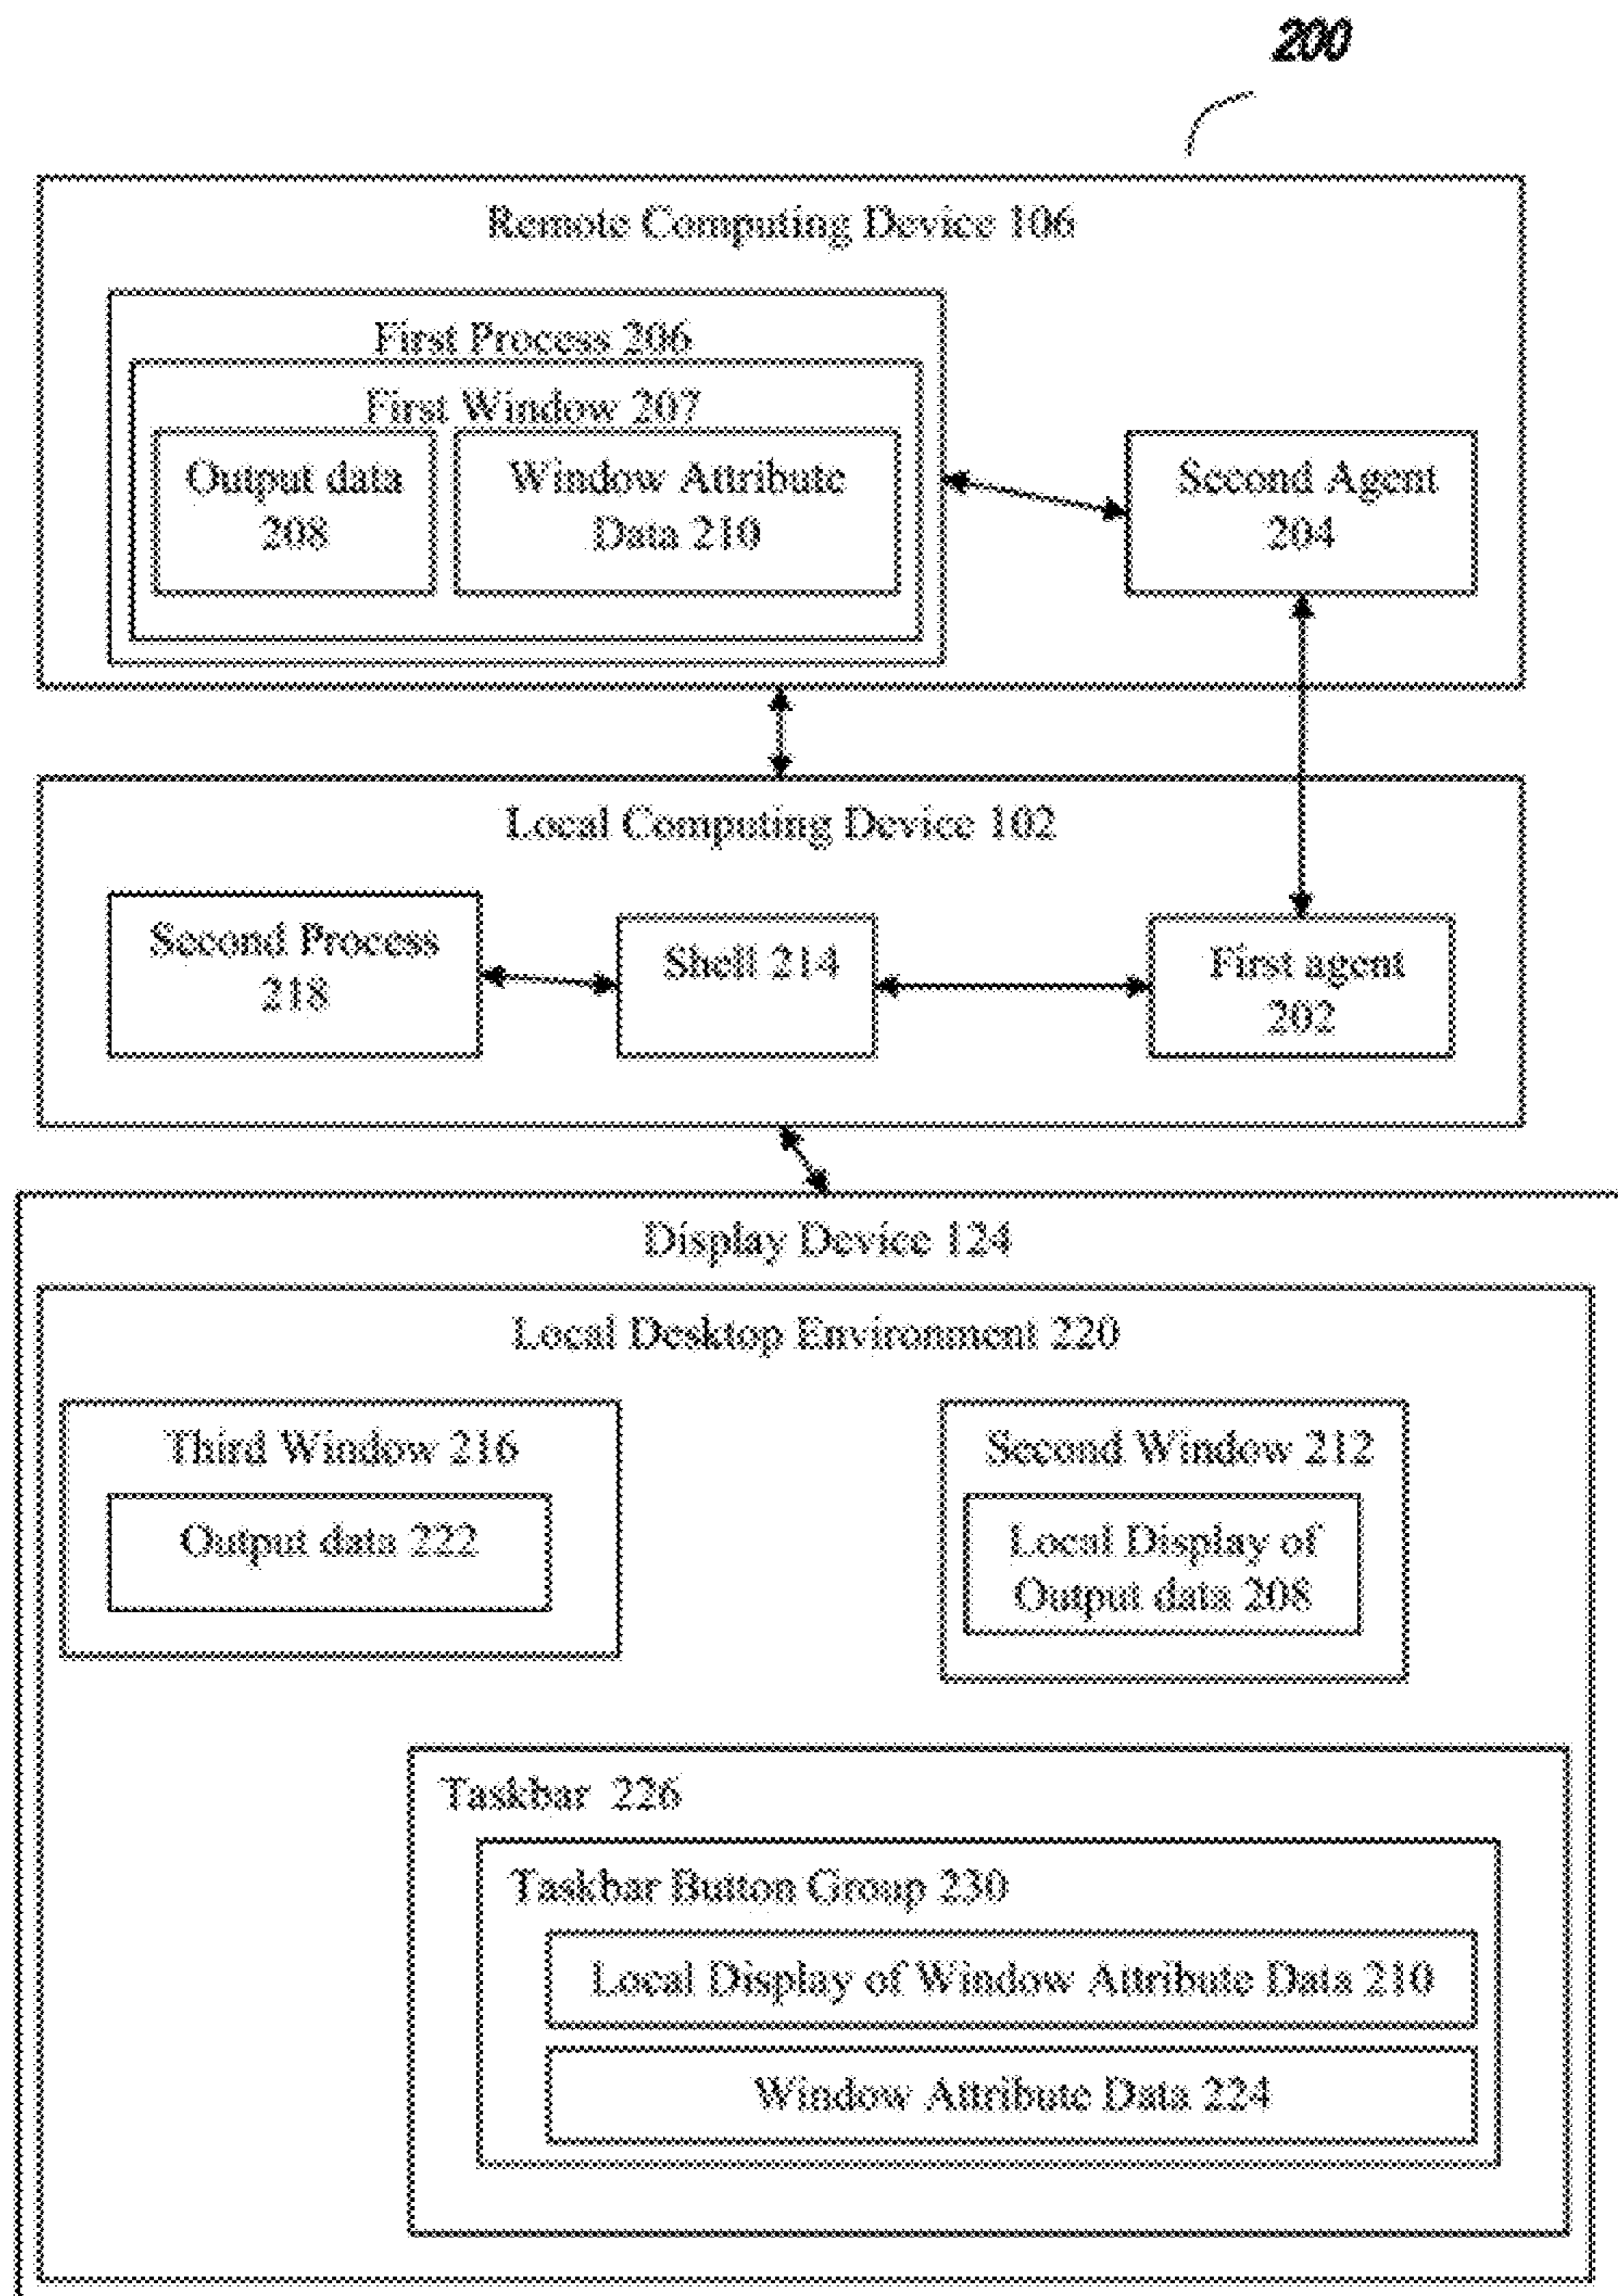 200
Remote Computing Device 106
First Process 206
First Window 207
Output data
208
Window Attribute
Data 210
Second Agent
204
Local Computing Device 102
Second Process
218
Shell 214
First agent
202
Display Device 124
Local Desktop Environment 220
Third Window 216
Output data 222
Second Window 212
Local Display of
Output data 208
Taskbar 226
Taskbar Button Group 230
Local Display of Window Attribute Data 210
Window Attribute Data 224